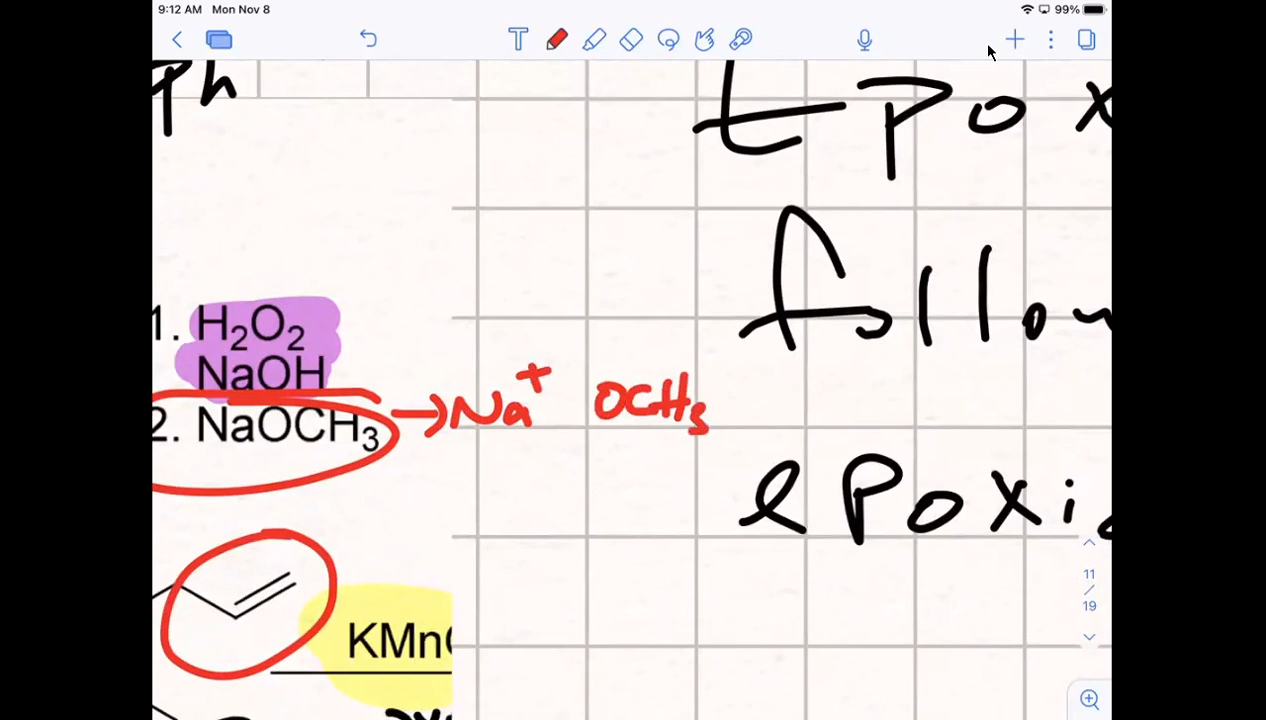 9:12 AM Mon Nov 8
99%
T
ph
Epox
follow
1. H₂O₂
NaOH
2. NaOCH₃ → Na⁺ OCH₃
epoxi
KMn
11
/
19